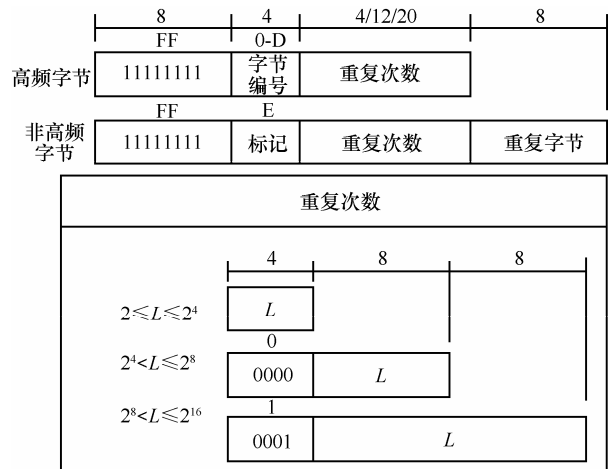 8 4 4/12/20 8
FF 0-D
高频字节 11111111 字节编号 重复次数
FF E
非高频字节 11111111 标记 重复次数 重复字节
重复次数
4 8 8
2≤L≤2⁴ L
0
2⁴<L≤2⁸ 0000 L
1
2⁸<L≤2¹⁶ 0001 L